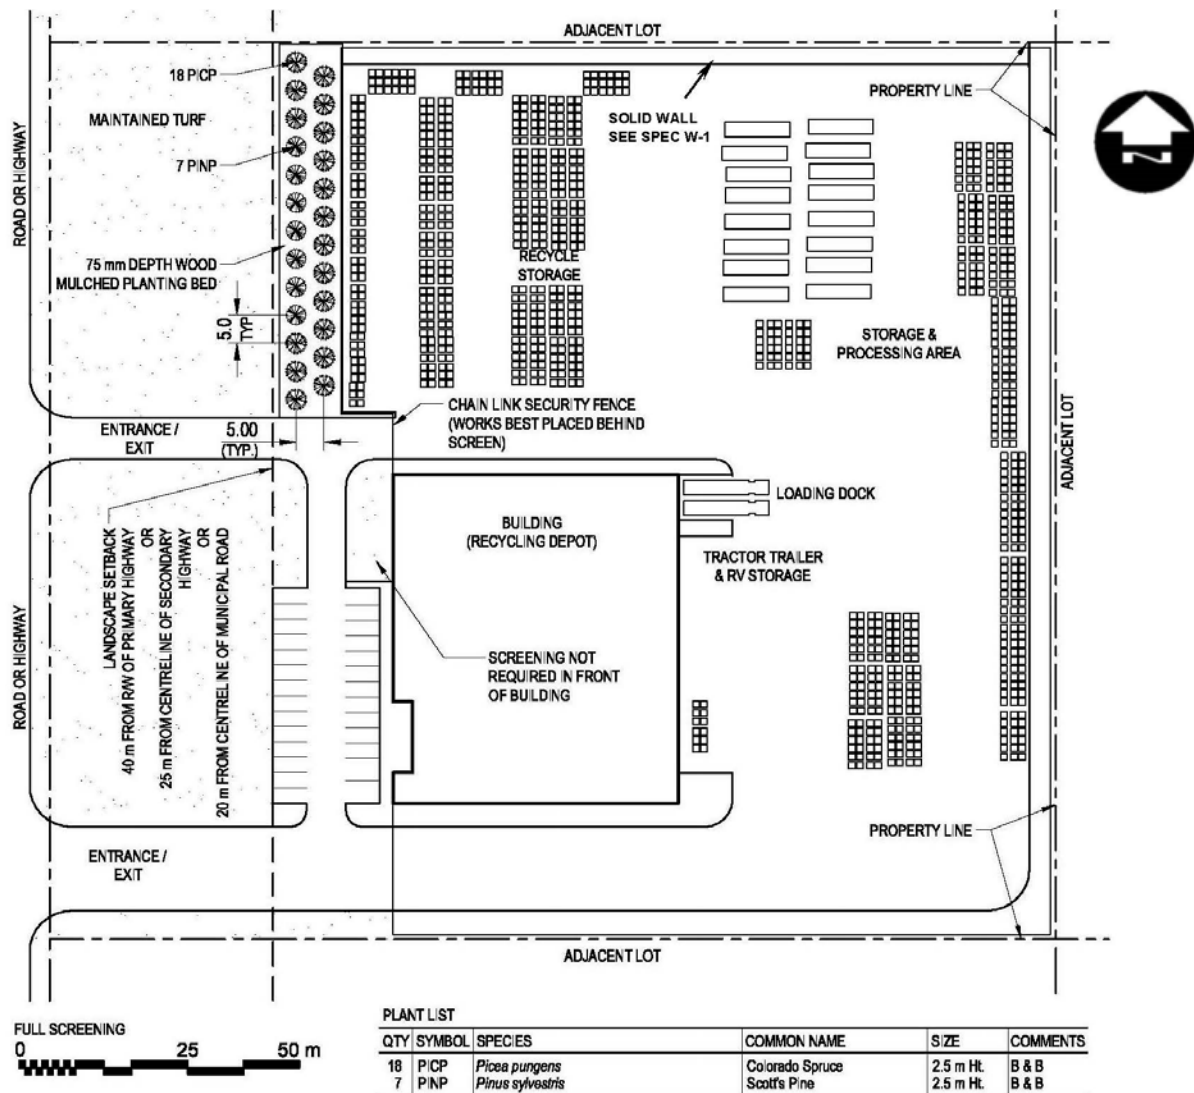 ADJACENT LOT
18 PICP
MAINTAINED TURF
7 PINP
75 mm DEPTH WOOD
MULCHED PLANTING BED
5.0
TYP
ROAD OR HIGHWAY
SOLID WALL
SEE SPEC W-1
PROPERTY LINE
N
RECYCLE
STORAGE
STORAGE &
PROCESSING AREA
CHAIN LINK SECURITY FENCE
(WORKS BEST PLACED BEHIND
SCREEN)
ENTRANCE /
EXIT
5.00
(TYP.)
ADJACENT LOT
LOADING DOCK
BUILDING
(RECYCLING DEPOT)
TRACTOR TRAILER
& RV STORAGE
LANDSCAPE SETBACK
40 m FROM R/W OF PRIMARY HIGHWAY
OR
25 m FROM CENTRELINE OF SECONDARY
HIGHWAY
OR
20 m FROM CENTRELINE OF MUNICIPAL ROAD
ROAD OR HIGHWAY
SCREENING NOT
REQUIRED IN FRONT
OF BUILDING
PROPERTY LINE
ENTRANCE /
EXIT
ADJACENT LOT
FULL SCREENING
0 25 50 m
PLANT LIST
QTY SYMBOL SPECIES COMMON NAME SIZE COMMENTS
18 PICP Picea pungens Colorado Spruce 2.5 m Ht. B & B
7 PINP Pinus sylvestris Scott's Pine 2.5 m Ht. B & B